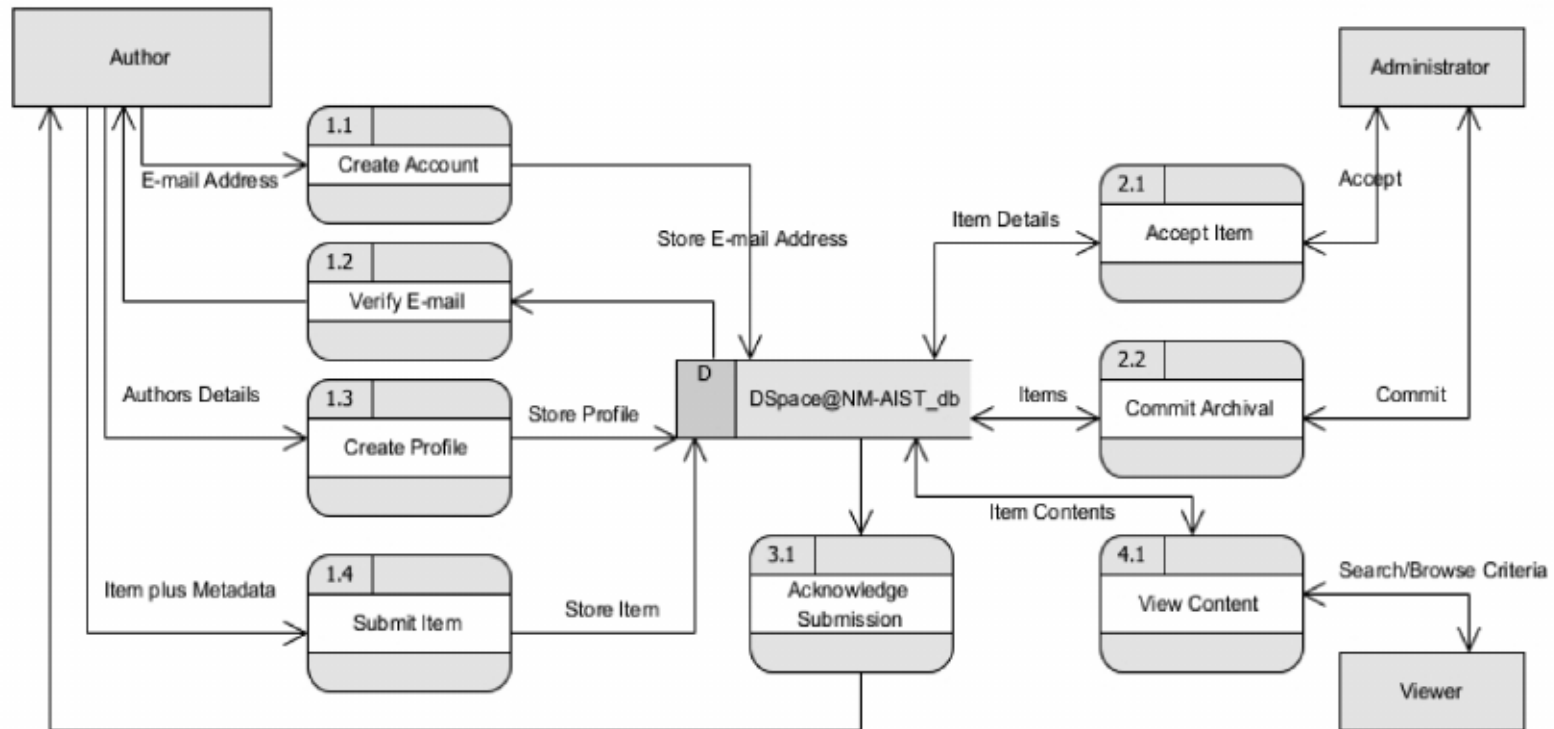 Author
Administrator
1.1
Create Account
E-mail Address
2.1
Accept Item
Accept
Item Details
Store E-mail Address
1.2
Verify E-mail
D
DSpace@NM-AIST_db
2.2
Commit Archival
Items
Commit
Authors Details
1.3
Create Profile
Store Profile
Item Contents
3.1
Acknowledge
Submission
4.1
View Content
Search/Browse Criteria
Item plus Metadata
1.4
Submit Item
Store Item
Viewer